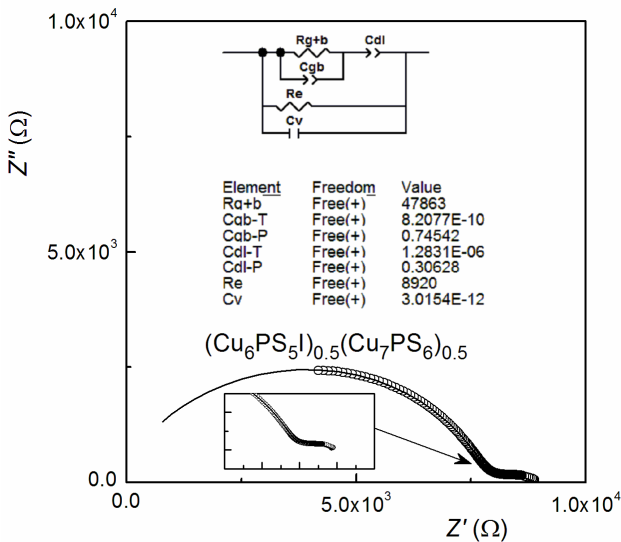 1.0x10⁴
Z″ (Ω)
5.0x10³
0.0
Rg+b
Cdl
Cgb
Re
Cv
Element Freedom Value
Rg+b Free(+) 47863
Cgb-T Free(+) 8.2077E-10
Cgb-P Free(+) 0.74542
Cdl-T Free(+) 1.2831E-06
Cdl-P Free(+) 0.30628
Re Free(+) 8920
Cv Free(+) 3.0154E-12
(Cu₆PS₅I)₀.₅(Cu₇PS₆)₀.₅
0.0 5.0x10³ 1.0x10⁴
Z′ (Ω)